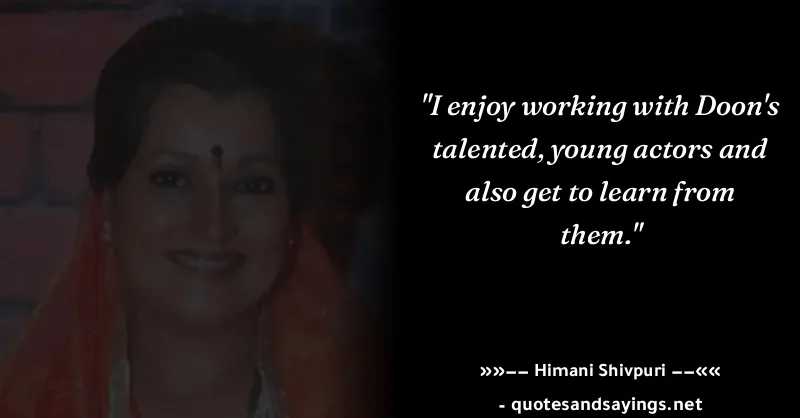 "I enjoy working with Doon's
talented, young actors and
also get to learn from
them."
»»–– Himani Shivpuri ––««
- quotesandsayings.net